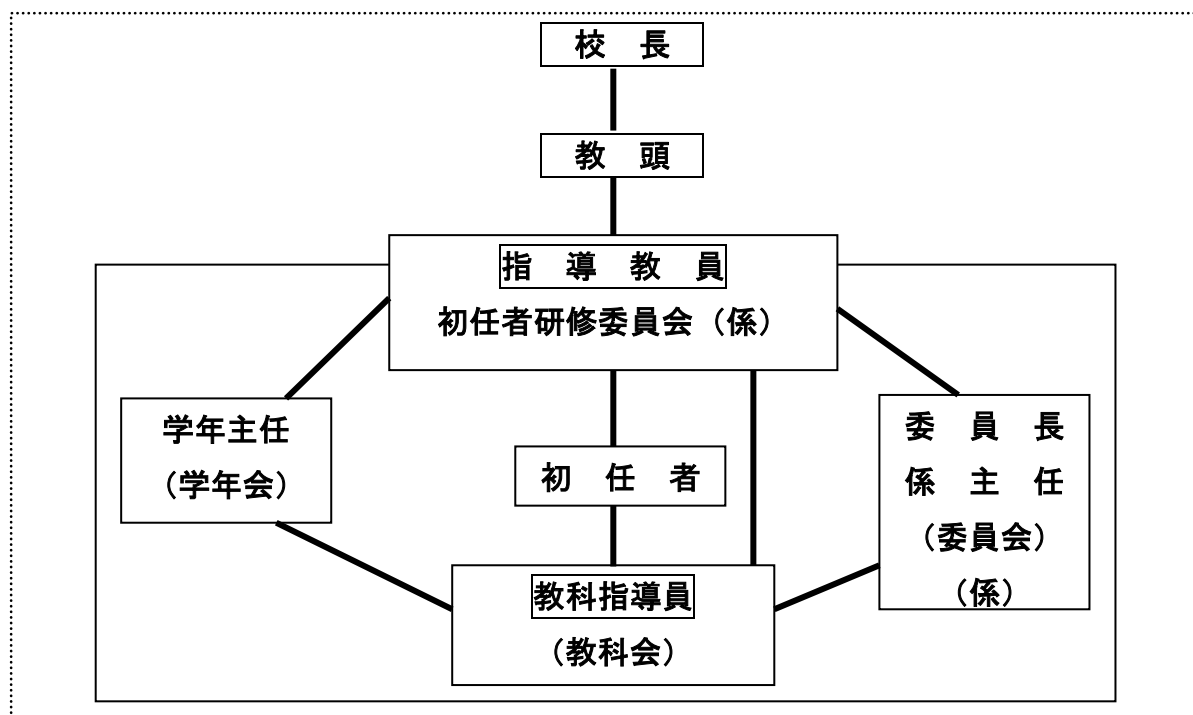 校　長
教　頭
指　導　教　員
初任者研修委員会（係）
学年主任
（学年会）
初　任　者
委　員　長
係　主　任
（委員会）
（係）
教科指導員
（教科会）